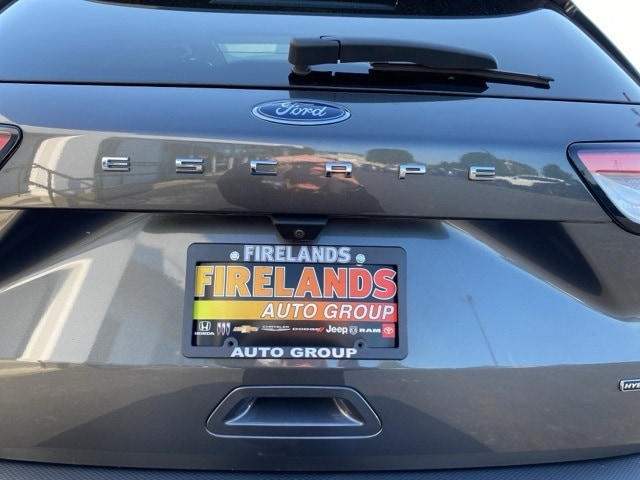 Ford
ESCAPE
FIRELANDS
FIRELANDS
AUTO GROUP
HONDA CHRYSLER DODGE Jeep RAM
AUTO GROUP